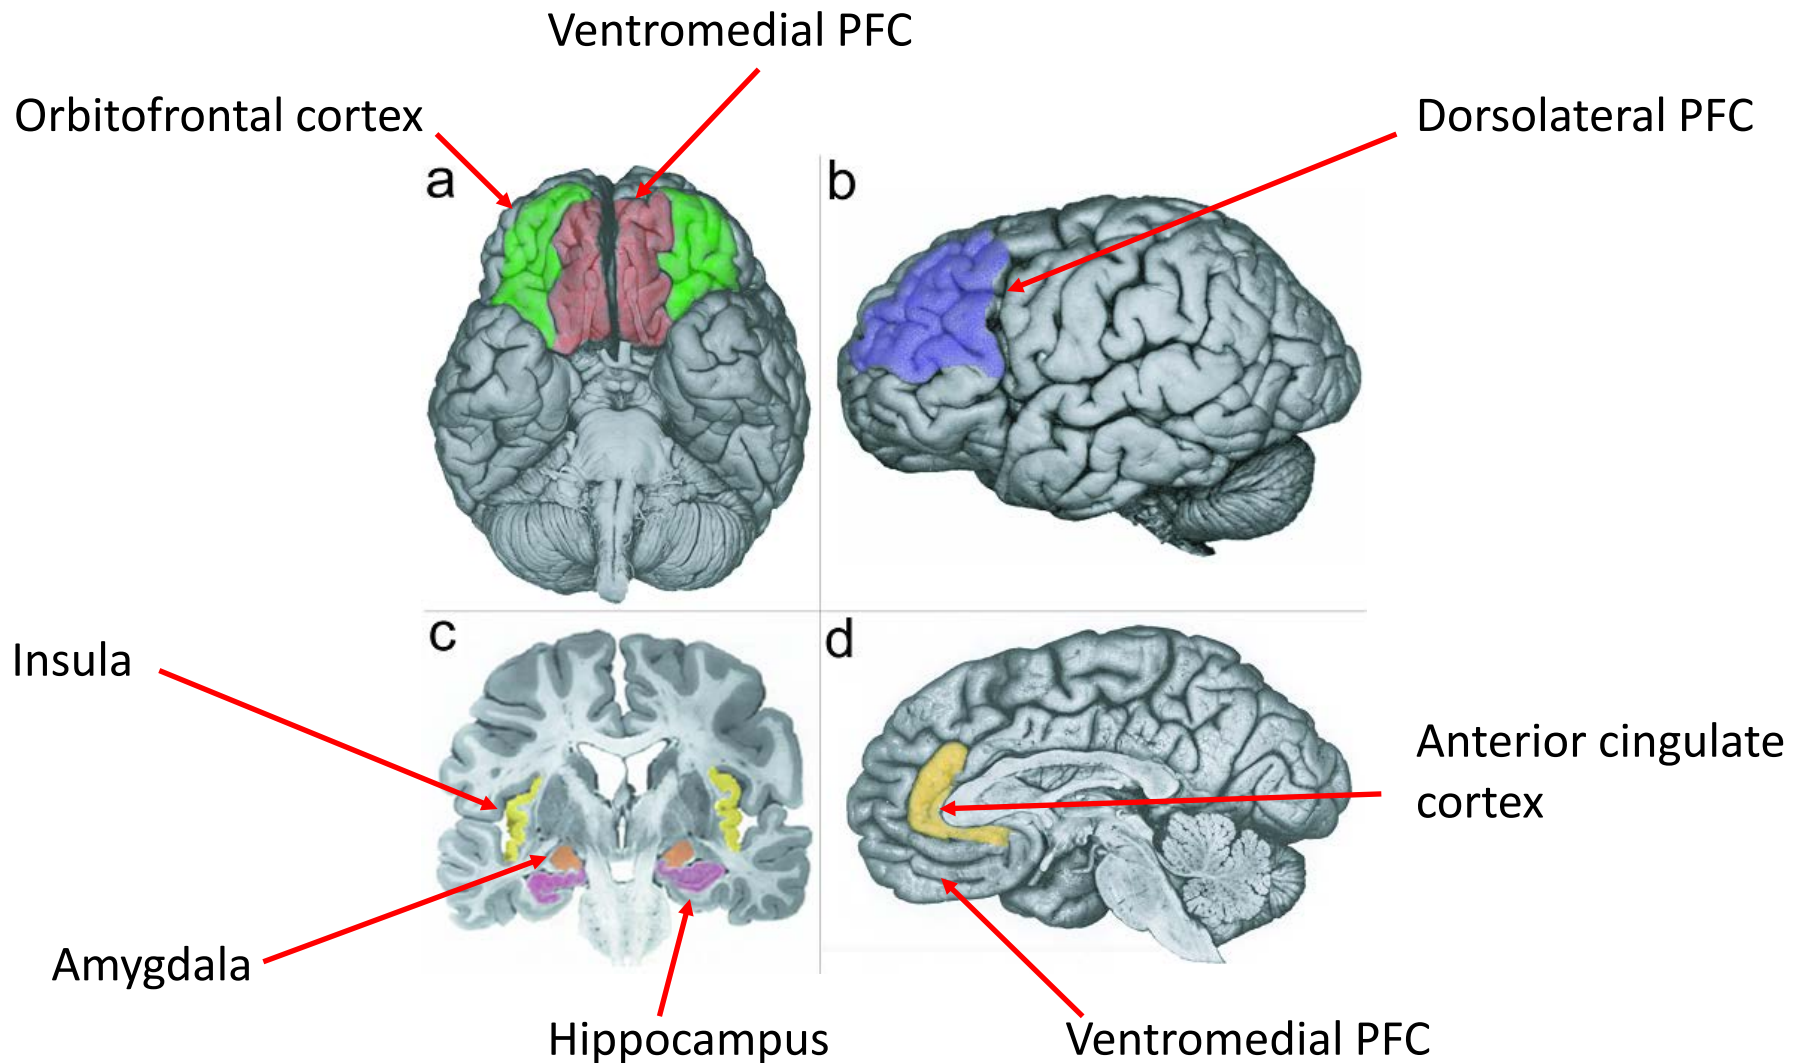 Ventromedial PFC
Orbitofrontal cortex
Dorsolateral PFC
a
b
c
d
Insula
Anterior cingulate
cortex
Amygdala
Hippocampus
Ventromedial PFC